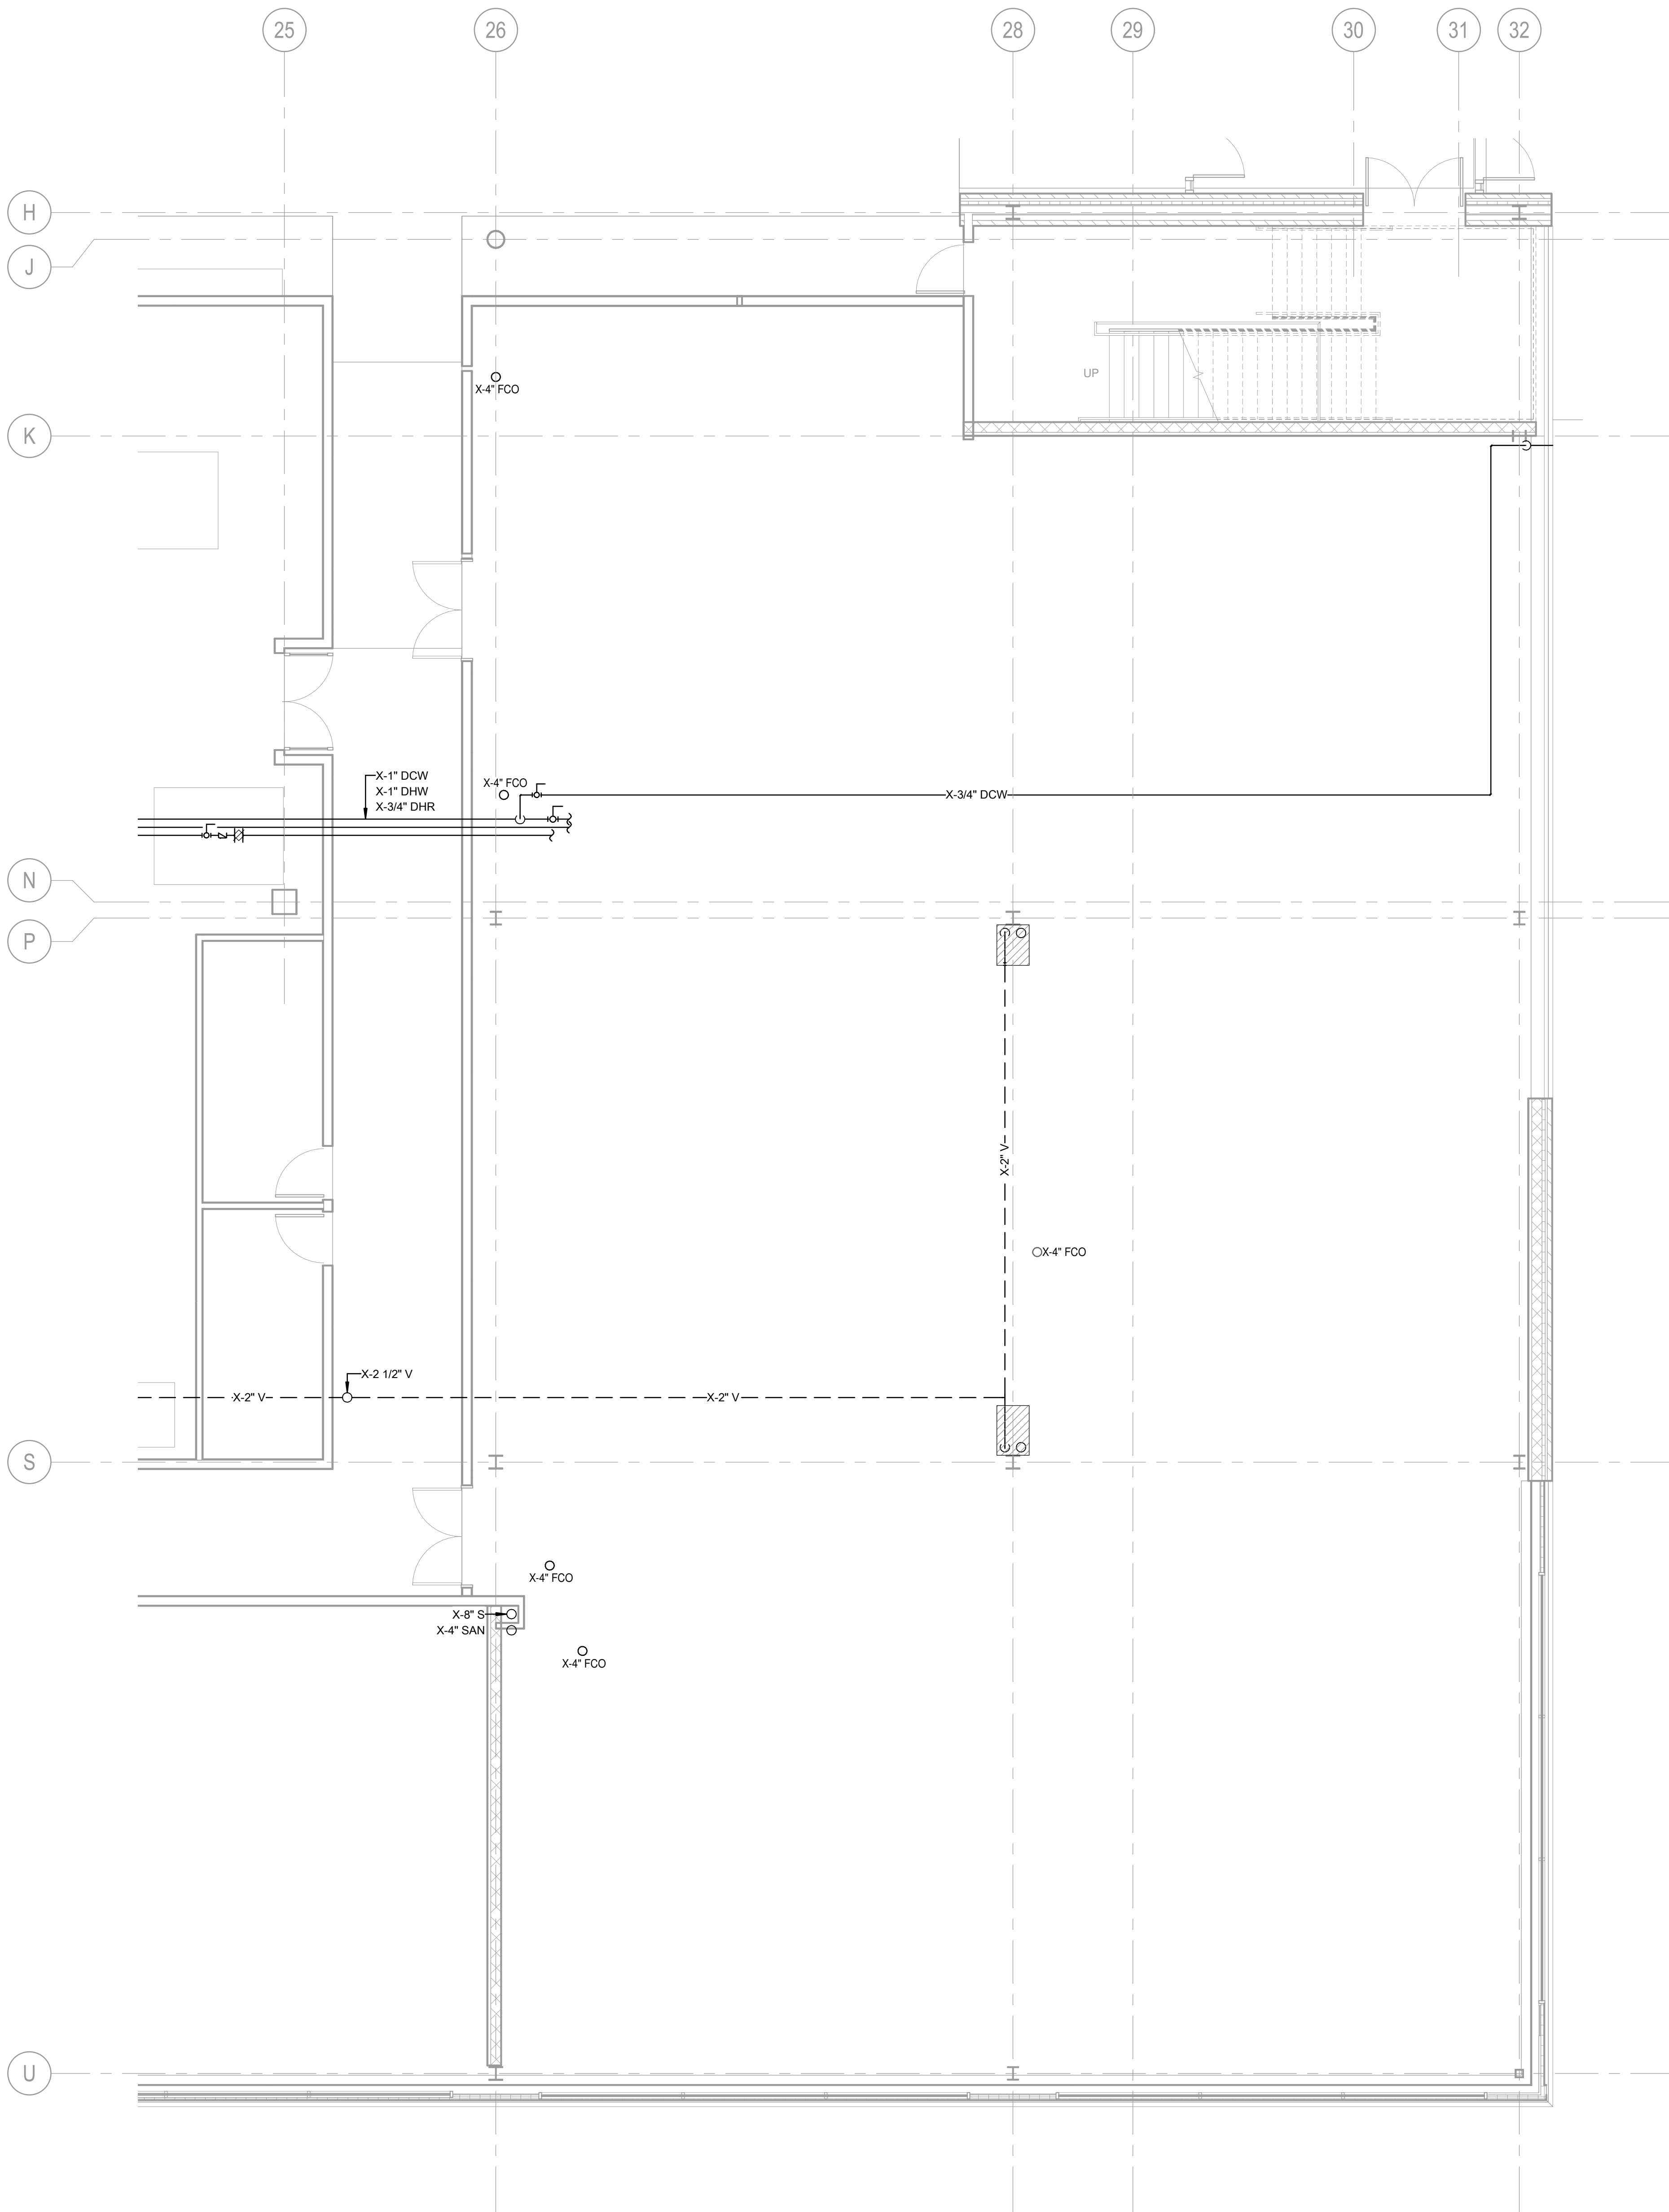 25
26
28
29
30
31
32
H
J
UP
X-4" FCO
K
X-1" DCW
X-1" DHW
X-3/4" DHR
X-4" FCO
X-3/4" DCW
N
P
X-2" V
X-4" FCO
X-2 1/2" V
X-2" V
X-2" V
S
X-4" FCO
X-8" S
X-4" SAN
X-4" FCO
U